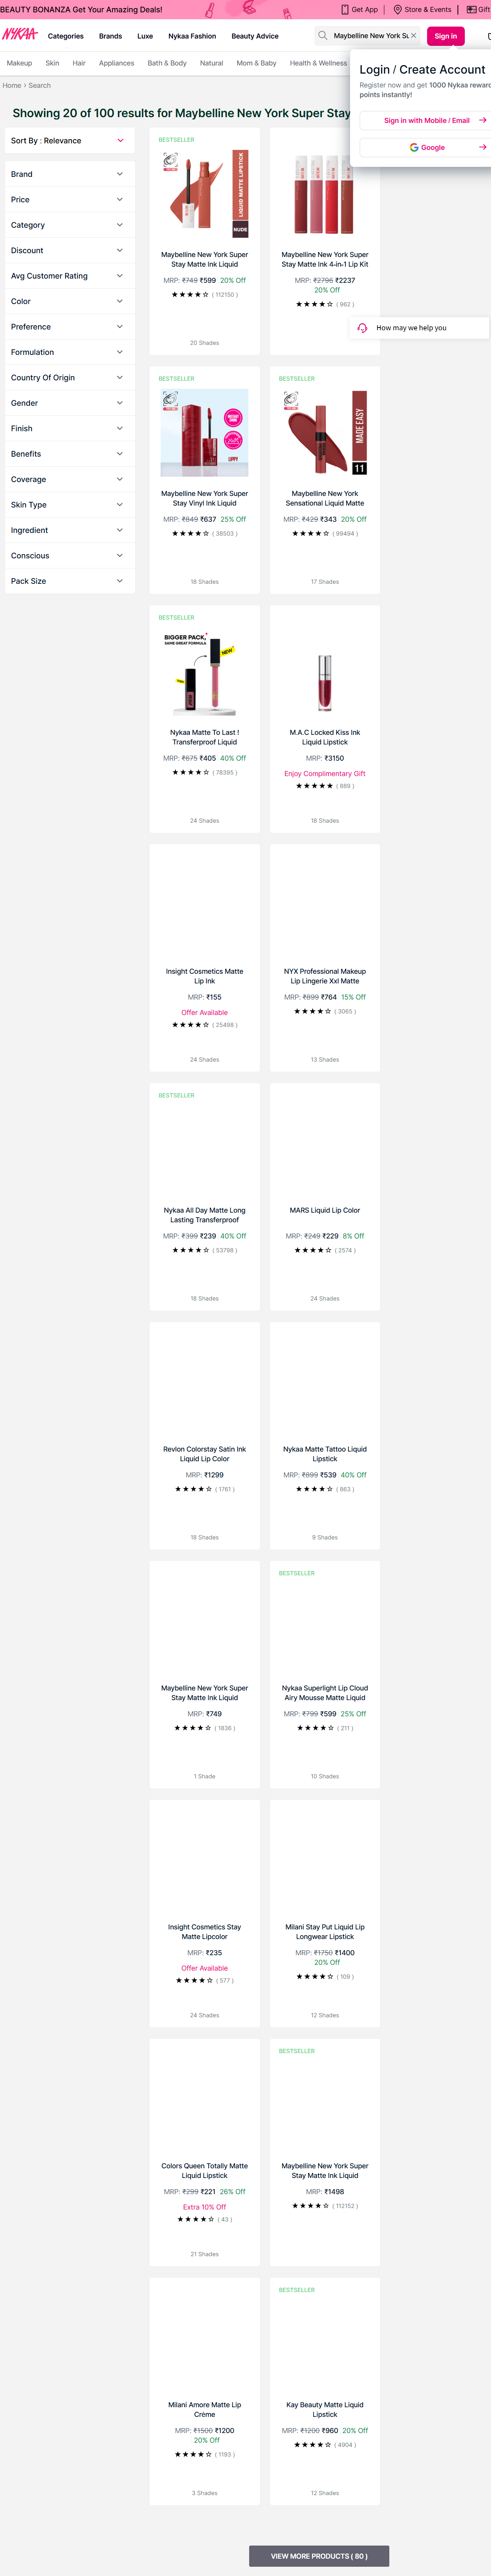 BEAUTY BONANZA Get Your Amazing Deals!
Get App
Store & Events
Gift
NYKAA
Categories
Brands
Luxe
Nykaa Fashion
Beauty Advice
Maybelline New York Su
Sign in
Makeup
Skin
Hair
Appliances
Bath & Body
Natural
Mom & Baby
Health & Wellness
Login / Create Account
Register now and get 1000 Nykaa reward
points instantly!
Sign in with Mobile / Email
Google
Home > Search
Showing 20 of 100 results for Maybelline New York Super Stay
Sort By : Relevance
Brand
Price
Category
Discount
Avg Customer Rating
Color
Preference
Formulation
Country Of Origin
Gender
Finish
Benefits
Coverage
Skin Type
Ingredient
Conscious
Pack Size
BESTSELLER
LIQUID MATTE LIPSTICK
NUDE
Maybelline New York Super
Stay Matte Ink Liquid
MRP: ₹749 ₹599 20% Off
( 112150 )
20 Shades
Maybelline New York Super
Stay Matte Ink 4-in-1 Lip Kit
MRP: ₹2796 ₹2237
20% Off
( 962 )
How may we help you
BESTSELLER
LIPPY
Maybelline New York Super
Stay Vinyl Ink Liquid
MRP: ₹849 ₹637 25% Off
( 38503 )
18 Shades
BESTSELLER
MADE EASY
11
Maybelline New York
Sensational Liquid Matte
MRP: ₹429 ₹343 20% Off
( 99494 )
17 Shades
BESTSELLER
BIGGER PACK,
SAME GREAT FORMULA
NEW
Nykaa Matte To Last !
Transferproof Liquid
MRP: ₹675 ₹405 40% Off
( 78395 )
24 Shades
M.A.C Locked Kiss Ink
Liquid Lipstick
MRP: ₹3150
Enjoy Complimentary Gift
( 889 )
18 Shades
Insight Cosmetics Matte
Lip Ink
MRP: ₹155
Offer Available
( 25498 )
24 Shades
NYX Professional Makeup
Lip Lingerie Xxl Matte
MRP: ₹899 ₹764 15% Off
( 3065 )
13 Shades
BESTSELLER
Nykaa All Day Matte Long
Lasting Transferproof
MRP: ₹399 ₹239 40% Off
( 53798 )
18 Shades
MARS Liquid Lip Color
MRP: ₹249 ₹229 8% Off
( 2574 )
24 Shades
Revlon Colorstay Satin Ink
Liquid Lip Color
MRP: ₹1299
( 1761 )
18 Shades
Nykaa Matte Tattoo Liquid
Lipstick
MRP: ₹899 ₹539 40% Off
( 863 )
9 Shades
Maybelline New York Super
Stay Matte Ink Liquid
MRP: ₹749
( 1836 )
1 Shade
BESTSELLER
Nykaa Superlight Lip Cloud
Airy Mousse Matte Liquid
MRP: ₹799 ₹599 25% Off
( 211 )
10 Shades
Insight Cosmetics Stay
Matte Lipcolor
MRP: ₹235
Offer Available
( 577 )
24 Shades
Milani Stay Put Liquid Lip
Longwear Lipstick
MRP: ₹1750 ₹1400
20% Off
( 109 )
12 Shades
Colors Queen Totally Matte
Liquid Lipstick
MRP: ₹299 ₹221 26% Off
Extra 10% Off
( 43 )
21 Shades
BESTSELLER
Maybelline New York Super
Stay Matte Ink Liquid
MRP: ₹1498
( 112152 )
Milani Amore Matte Lip
Crème
MRP: ₹1500 ₹1200
20% Off
( 1193 )
3 Shades
BESTSELLER
Kay Beauty Matte Liquid
Lipstick
MRP: ₹1200 ₹960 20% Off
( 4904 )
12 Shades
VIEW MORE PRODUCTS ( 80 )